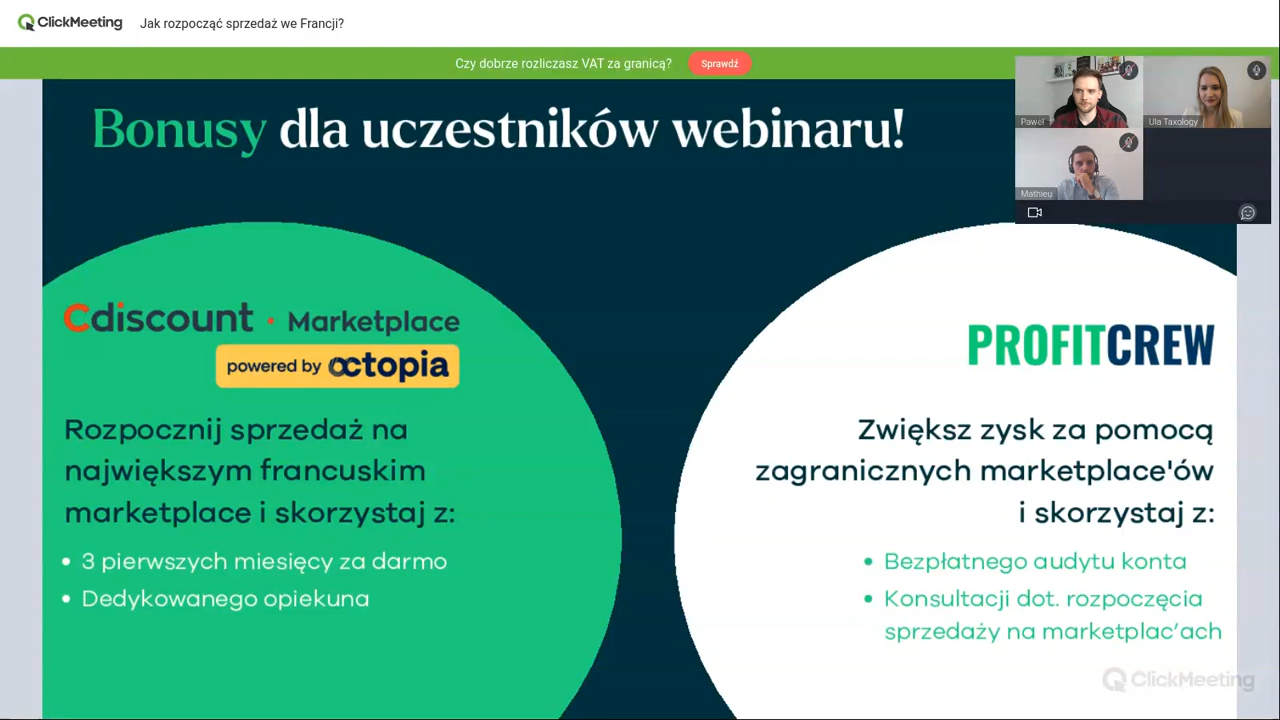 ClickMeeting
Jak rozpocząć sprzedaż we Francji?
Czy dobrze rozliczasz VAT za granicą?
Sprawdź
Paweł
Ula Taxology
Mathieu
Bonusy dla uczestników webinaru!
Cdiscount • Marketplace
powered by octopia
Rozpocznij sprzedaż na
największym francuskim
marketplace i skorzystaj z:
• 3 pierwszych miesięcy za darmo
• Dedykowanego opiekuna
PROFITCREW
Zwiększ zysk za pomocą
zagranicznych marketplace'ów
i skorzystaj z:
• Bezpłatnego audytu konta
• Konsultacji dot. rozpoczęcia
sprzedaży na marketplac’ach
ClickMeeting